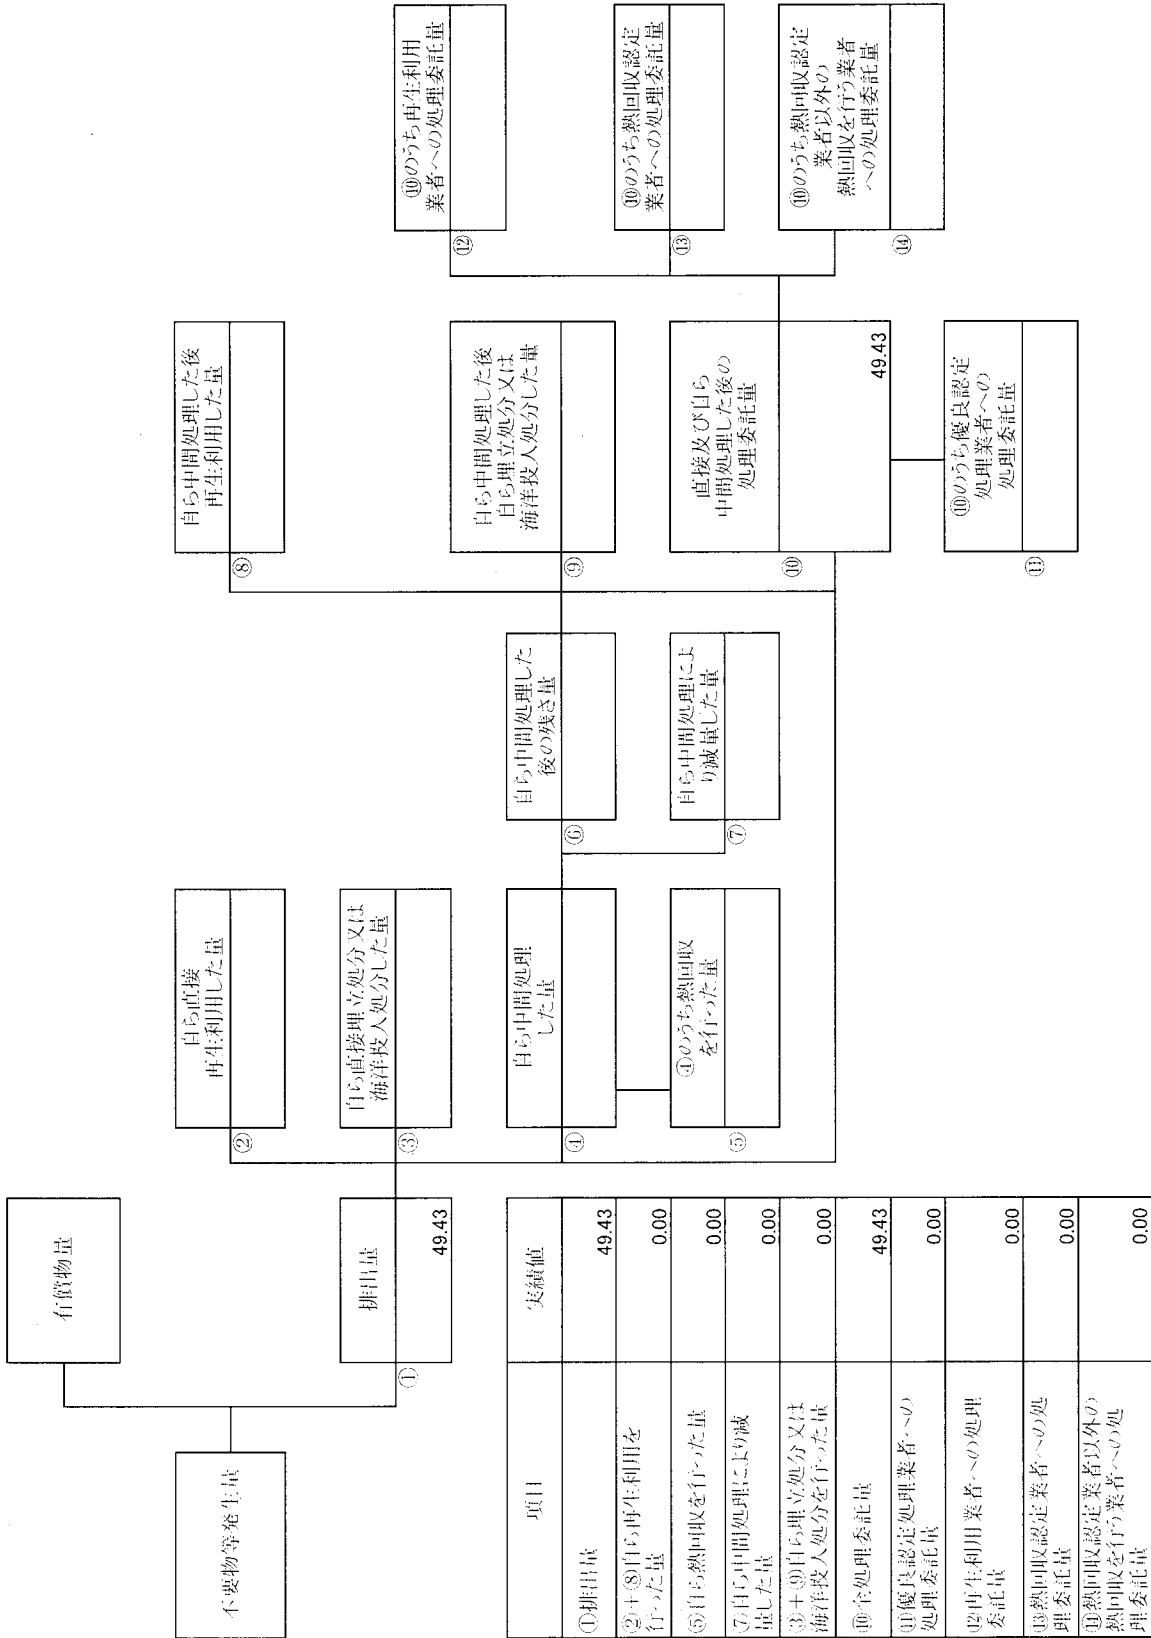 不要物等発生量
有償物量
排出量
①
49.43
②
自ら直接
再生利用した量
③
自ら直接埋立処分又は
海洋投入処分した量
④
自ら中間処理
した量
⑤
④のうち熱回収
を行った量
⑥
自ら中間処理した
後の残さ量
⑦
自ら中間処理によ
り減量した量
⑧
自ら中間処理した後
再生利用した量
⑨
自ら中間処理した後
自ら埋立処分又は
海洋投入処分した量
⑩
直接及び自ら
中間処理した後の
処理委託量
49.43
⑪
⑩のうち優良認定
処理業者への
処理委託量
⑫
⑩のうち再生利用
業者への処理委託量
⑬
⑩のうち熱回収認定
業者への処理委託量
⑭
⑩のうち熱回収認定
業者以外の
熱回収を行う業者
への処理委託量
項目
実績値
①排出量
49.43
②+⑧自ら再生利用を
行った量
0.00
⑤自ら熱回収を行った量
0.00
⑦自ら中間処理により減
量した量
0.00
③+⑨自ら埋立処分又は
海洋投入処分を行った量
0.00
⑩全処理委託量
49.43
⑪優良認定処理業者への
処理委託量
0.00
⑫再生利用業者への処理
委託量
0.00
⑬熱回収認定業者への処
理委託量
0.00
⑭熱回収認定業者以外の
熱回収を行う業者への処
理委託量
0.00